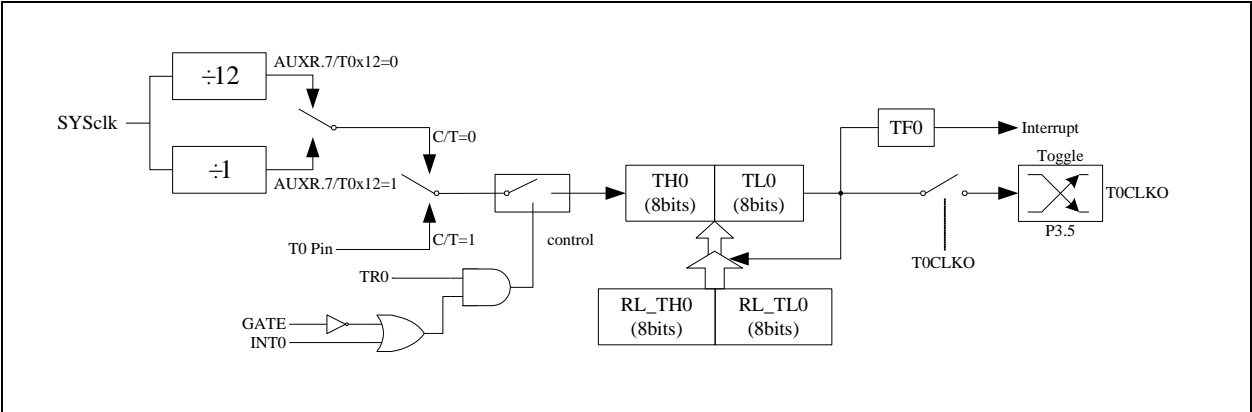 ÷12
AUXR.7/T0x12=0
SYSclk
÷1
AUXR.7/T0x12=1
C/T=0
C/T=1
T0 Pin
control
TR0
GATE
INT0
TH0
(8bits)
TL0
(8bits)
RL_TH0
(8bits)
RL_TL0
(8bits)
TF0
Interrupt
Toggle
T0CLKO
P3.5
T0CLKO